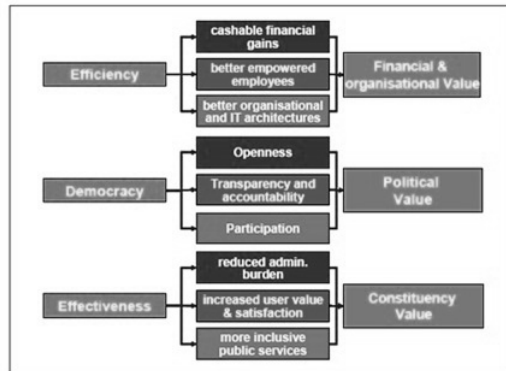 Efficiency
cashable financial
gains
better empowered
employees
better organisational
and IT architectures
Financial &
organisational Value
Democracy
Openness
Transparency and
accountability
Participation
Political
Value
Effectiveness
reduced admin.
burden
increased user value
& satisfaction
more inclusive
public services
Constituency
Value